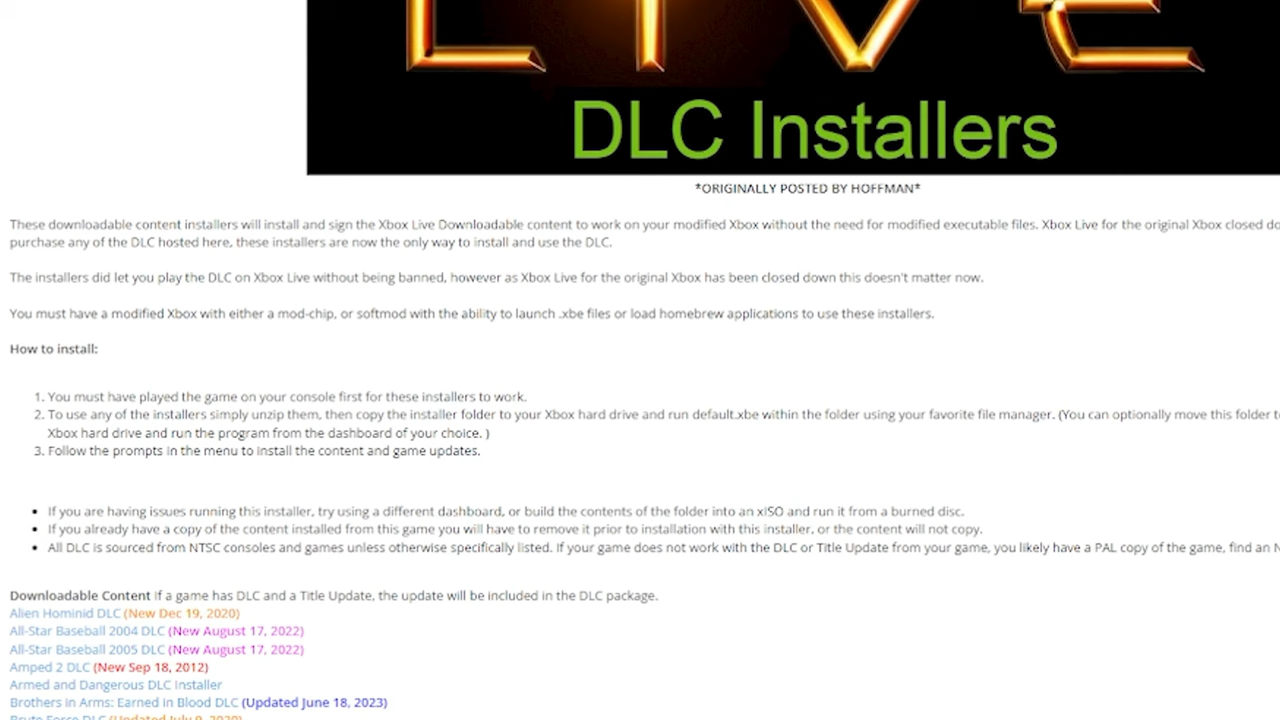 LIVE
DLC Installers
*ORIGINALLY POSTED BY HOFFMAN*
These downloadable content installers will install and sign the Xbox Live Downloadable content to work on your modified Xbox without the need for modified executable files. Xbox Live for the original Xbox closed do
purchase any of the DLC hosted here, these installers are now the only way to install and use the DLC.
The installers did let you play the DLC on Xbox Live without being banned, however as Xbox Live for the original Xbox has been closed down this doesn't matter now.
You must have a modified Xbox with either a mod-chip, or softmod with the ability to launch .xbe files or load homebrew applications to use these installers.
How to install:
1. You must have played the game on your console first for these installers to work.
2. To use any of the installers simply unzip them, then copy the installer folder to your Xbox hard drive and run default.xbe within the folder using your favorite file manager. (You can optionally move this folder t
Xbox hard drive and run the program from the dashboard of your choice. )
3. Follow the prompts in the menu to install the content and game updates.
• If you are having issues running this installer, try using a different dashboard, or build the contents of the folder into an xISO and run it from a burned disc.
• If you already have a copy of the content installed from this game you will have to remove it prior to installation with this installer, or the content will not copy.
• All DLC is sourced from NTSC consoles and games unless otherwise specifically listed. If your game does not work with the DLC or Title Update from your game, you likely have a PAL copy of the game, find an N
Downloadable Content If a game has DLC and a Title Update, the update will be included in the DLC package.
Alien Hominid DLC (New Dec 19, 2020)
All-Star Baseball 2004 DLC (New August 17, 2022)
All-Star Baseball 2005 DLC (New August 17, 2022)
Amped 2 DLC (New Sep 18, 2012)
Armed and Dangerous DLC Installer
Brothers in Arms: Earned in Blood DLC (Updated June 18, 2023)
Brute Force DLC (Updated July 9, 2020)